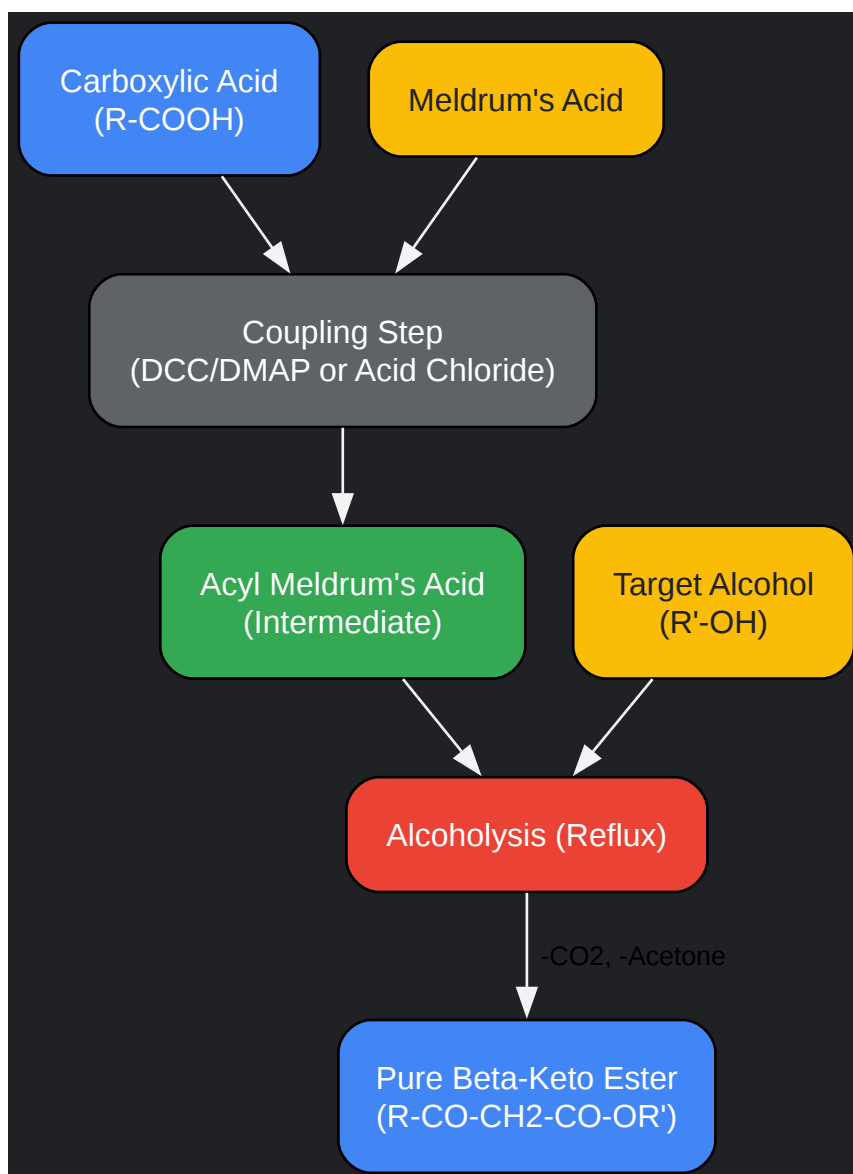 Carboxylic Acid
(R-COOH)
Meldrum's Acid
Coupling Step
(DCC/DMAP or Acid Chloride)
Acyl Meldrum's Acid
(Intermediate)
Target Alcohol
(R'-OH)
Alcoholysis (Reflux)
-CO2, -Acetone
Pure Beta-Keto Ester
(R-CO-CH2-CO-OR')